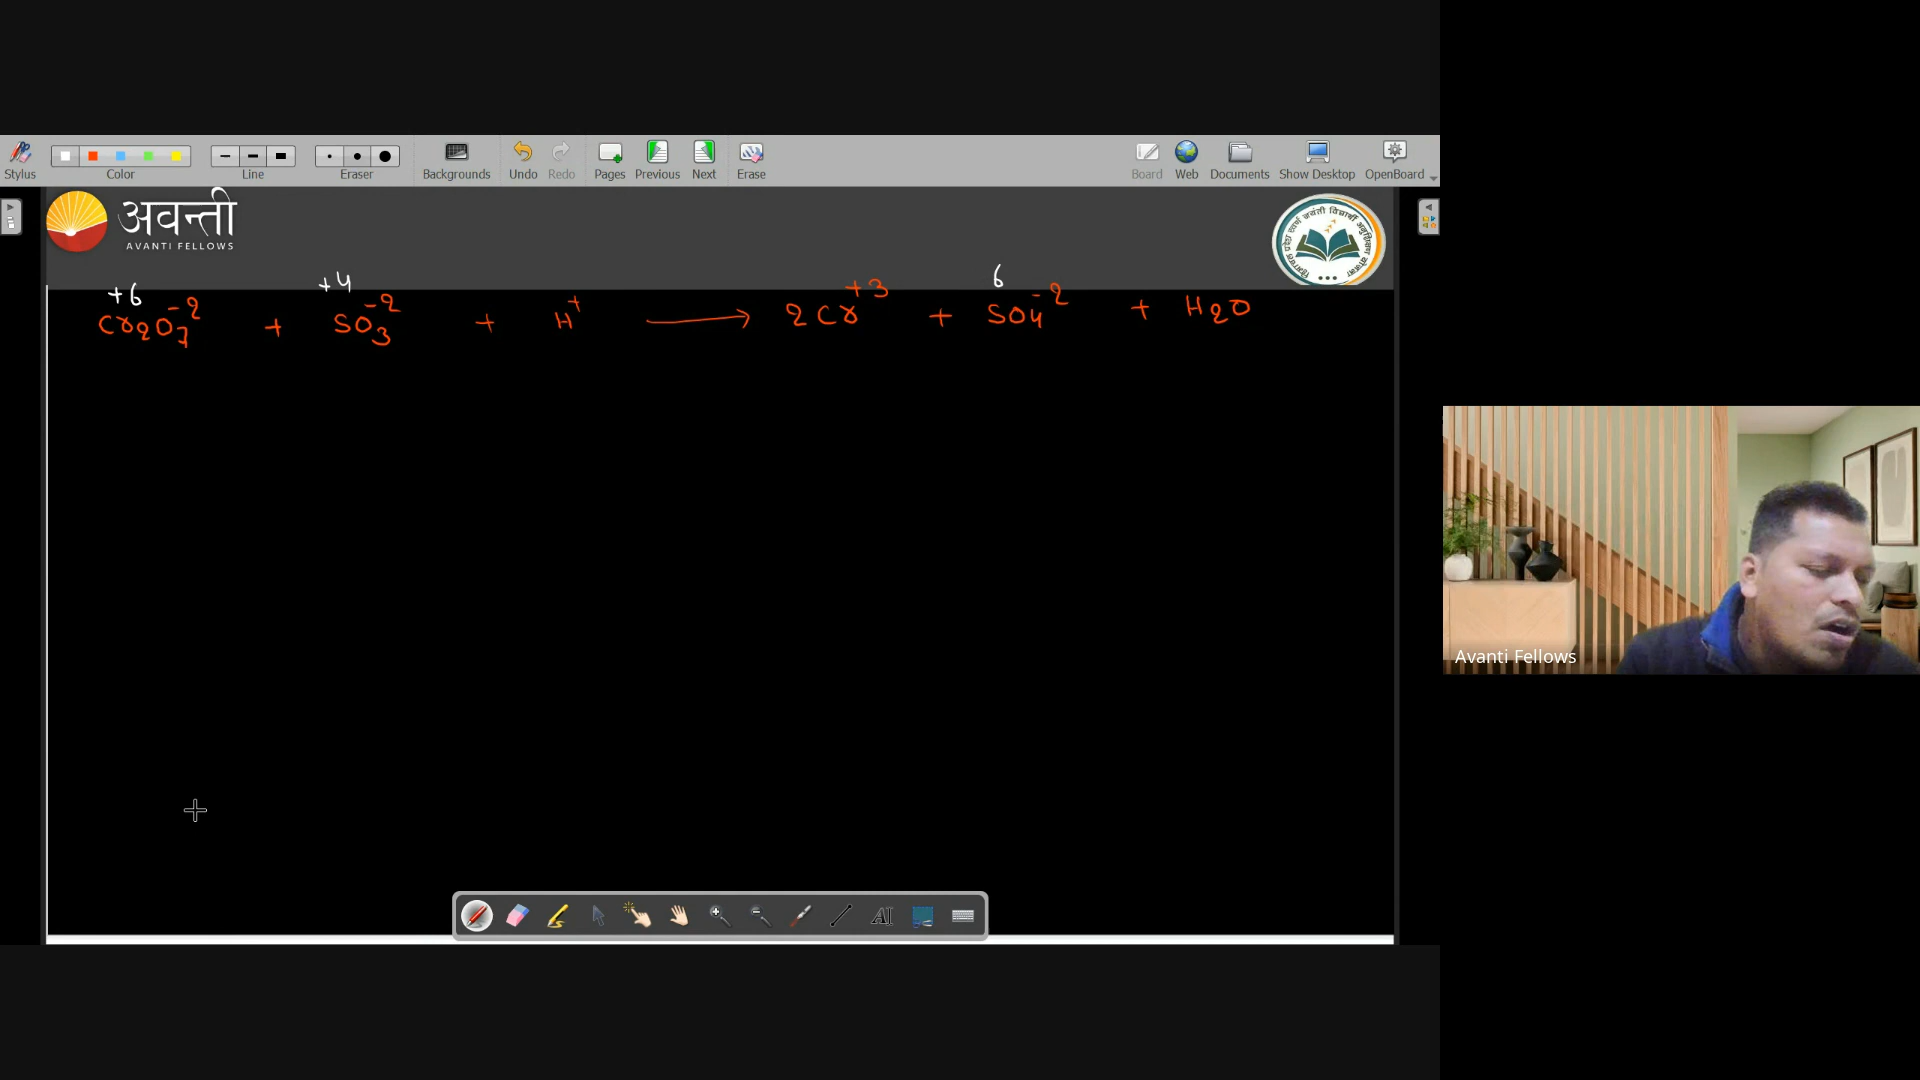 Stylus Color Line Eraser Backgrounds Undo Redo Pages Previous Next Erase Board Web Documents Show Desktop OpenBoard
अवन्ती
AVANTI FELLOWS
+6 +4 6
Cr2O7-2 + SO3-2 + H+ ⟶ 2Cr+3 + SO4-2 + H2O
Avanti Fellows